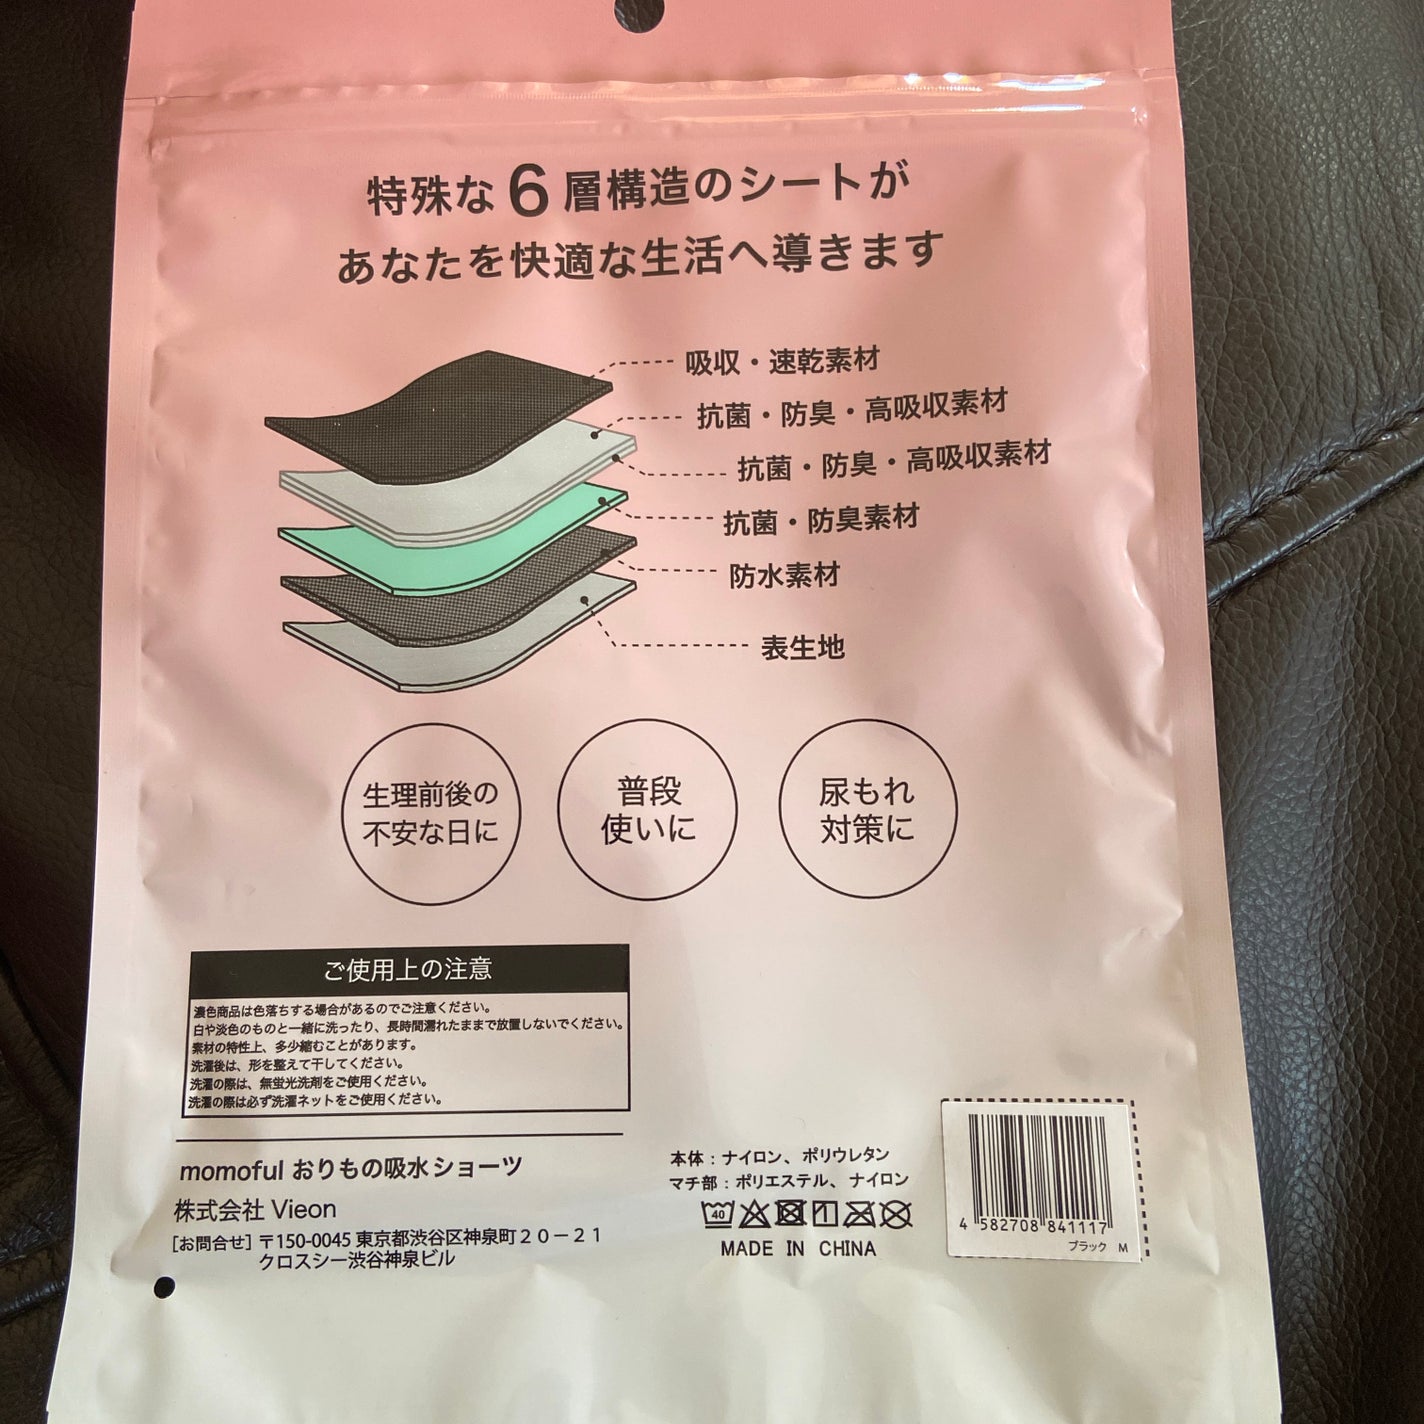 特殊な6層構造のシートが
あなたを快適な生活へ導きます
吸収・速乾素材
抗菌・防臭・高吸収素材
抗菌・防臭・高吸収素材
抗菌・防臭素材
防水素材
表生地
生理前後の
不安な日に
普段
使いに
尿もれ
対策に
ご使用上の注意
濃色商品は色落ちする場合があるのでご注意ください。
白や淡色のものと一緒に洗ったり、長時間濡れたままで放置しないでください。
素材の特性上、多少縮むことがあります。
洗濯後は、形を整えて干してください。
洗濯の際は、無蛍光洗剤をご使用ください。
洗濯の際は必ず洗濯ネットをご使用ください。
momoful おりもの吸水ショーツ
株式会社 Vieon
[お問合せ] 〒150-0045 東京都渋谷区神泉町20-21
クロスシー渋谷神泉ビル
本体：ナイロン、ポリウレタン
マチ部：ポリエステル、ナイロン
40
MADE IN CHINA
4 582708 841117
ブラック M